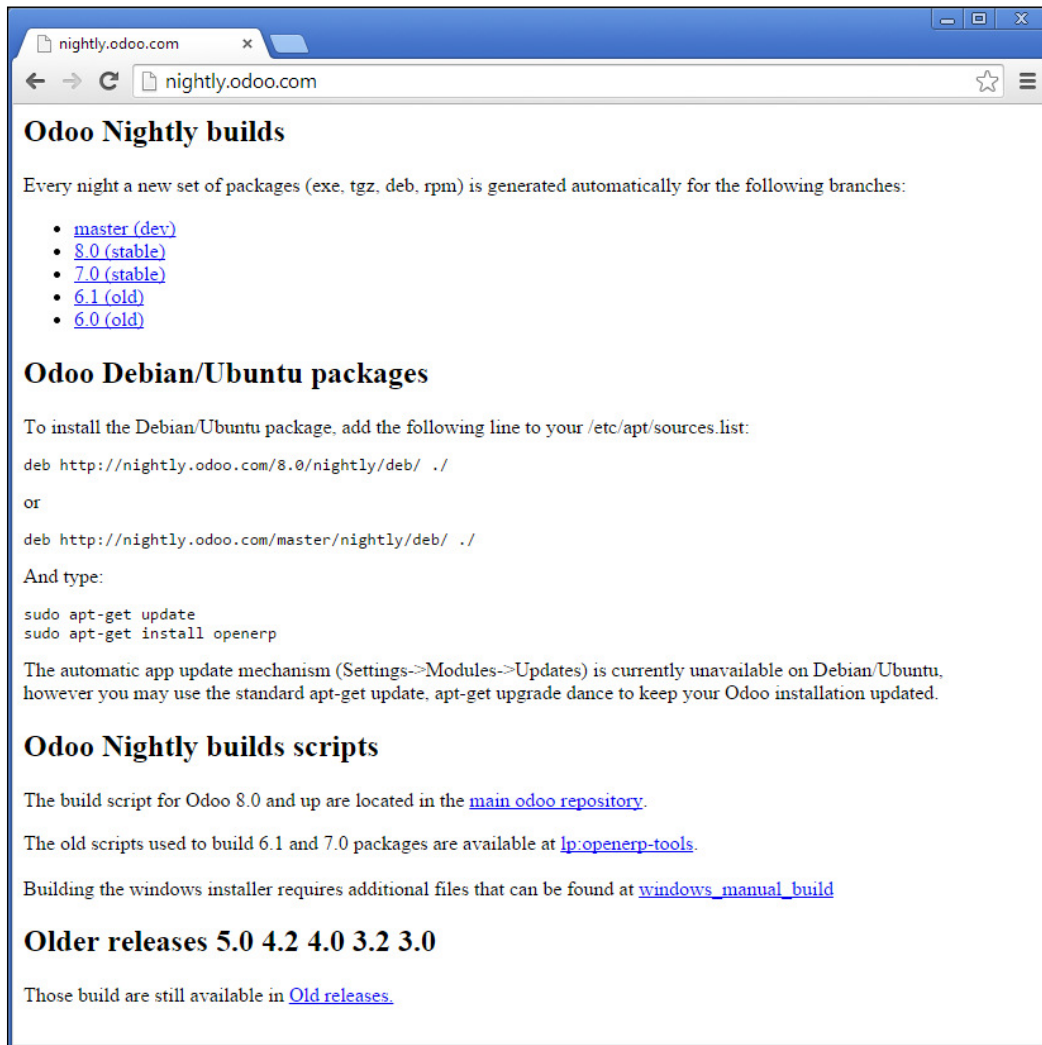 nightly.odoo.com
nightly.odoo.com
Odoo Nightly builds
Every night a new set of packages (exe, tgz, deb, rpm) is generated automatically for the following branches:
master (dev)
8.0 (stable)
7.0 (stable)
6.1 (old)
6.0 (old)
Odoo Debian/Ubuntu packages
To install the Debian/Ubuntu package, add the following line to your /etc/apt/sources.list:
deb http://nightly.odoo.com/8.0/nightly/deb/ ./
or
deb http://nightly.odoo.com/master/nightly/deb/ ./
And type:
sudo apt-get update
sudo apt-get install openerp
The automatic app update mechanism (Settings->Modules->Updates) is currently unavailable on Debian/Ubuntu,
however you may use the standard apt-get update, apt-get upgrade dance to keep your Odoo installation updated.
Odoo Nightly builds scripts
The build script for Odoo 8.0 and up are located in the main odoo repository.
The old scripts used to build 6.1 and 7.0 packages are available at lp:openerp-tools.
Building the windows installer requires additional files that can be found at windows_manual_build
Older releases 5.0 4.2 4.0 3.2 3.0
Those build are still available in Old releases.